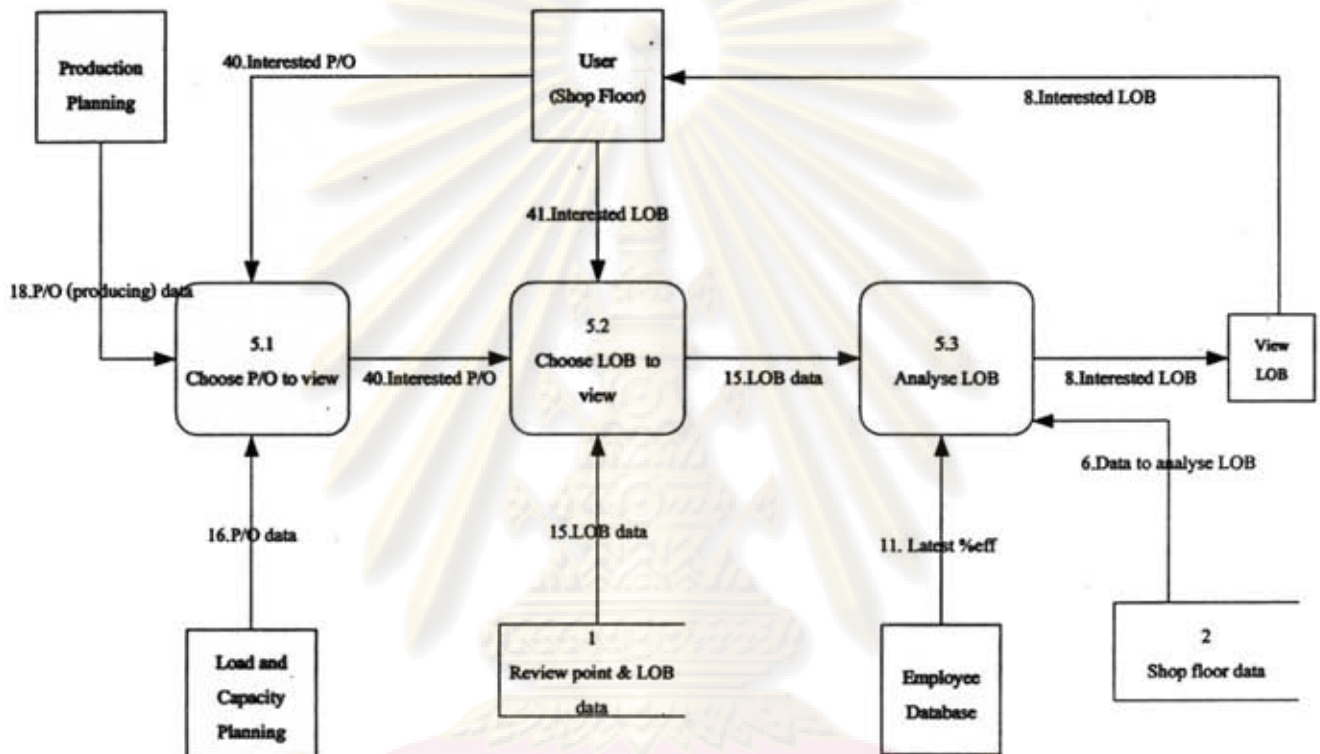 Production
Planning
40.Interested P/O
User
(Shop Floor)
8.Interested LOB
41.Interested LOB
18.P/O (producing) data
5.1
Choose P/O to view
40.Interested P/O
5.2
Choose LOB to
view
15.LOB data
5.3
Analyse LOB
8.Interested LOB
View
LOB
6.Data to analyse LOB
16.P/O data
15.LOB data
11. Latest %eff
Load and
Capacity
Planning
1
Review point & LOB
data
Employee
Database
2
Shop floor data